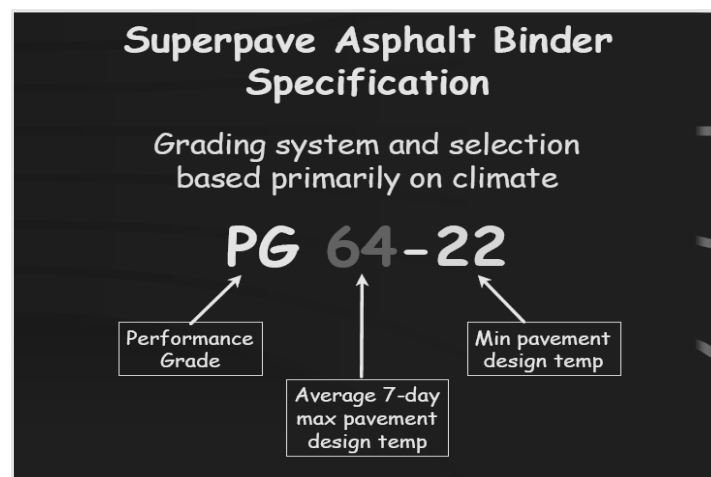 Superpave Asphalt Binder
Specification
Grading system and selection
based primarily on climate
PG 64-22
Performance
Grade
Average 7-day
max pavement
design temp
Min pavement
design temp